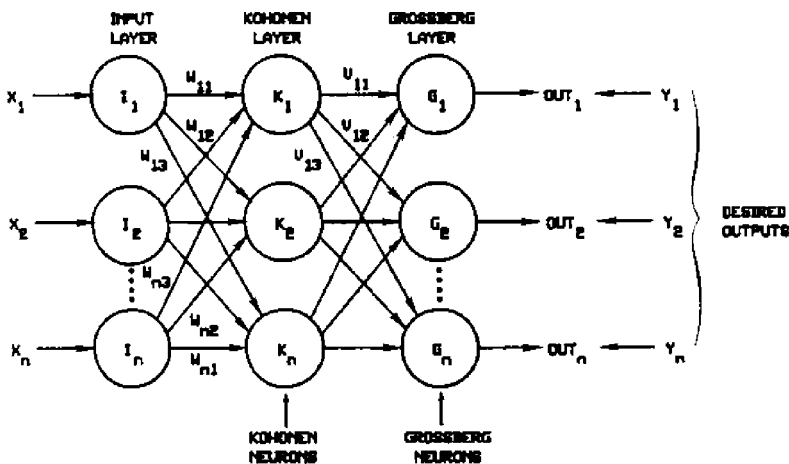 INPUT LAYER
KOHONEN LAYER
GROSSBERG LAYER
X1 I1 W11 K1 V11 G1 OUT1 Y1
W12 V12
W13 V13
X2 I2 K2 G2 OUT2 Y2 DESIRED OUTPUTS
Wn3
Wn2
Xn In Kn Gn OUTn Yn
Wn1
KOHONEN NEURONS
GROSSBERG NEURONS